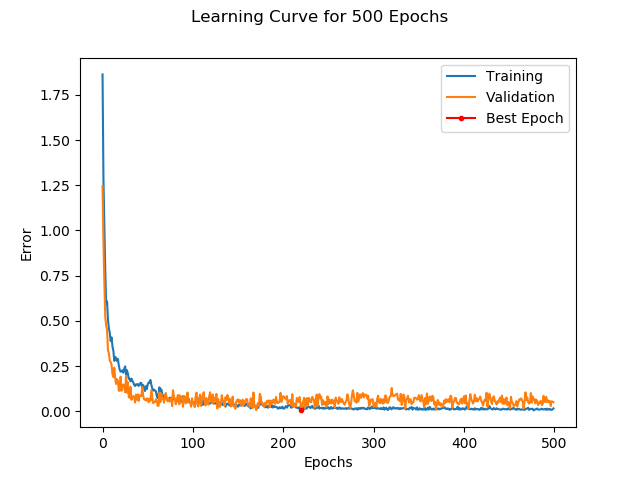 Learning Curve for 500 Epochs
Training
Validation
Best Epoch
1.75
1.50
1.25
1.00
0.75
0.50
0.25
0.00
Error
0 100 200 300 400 500
Epochs